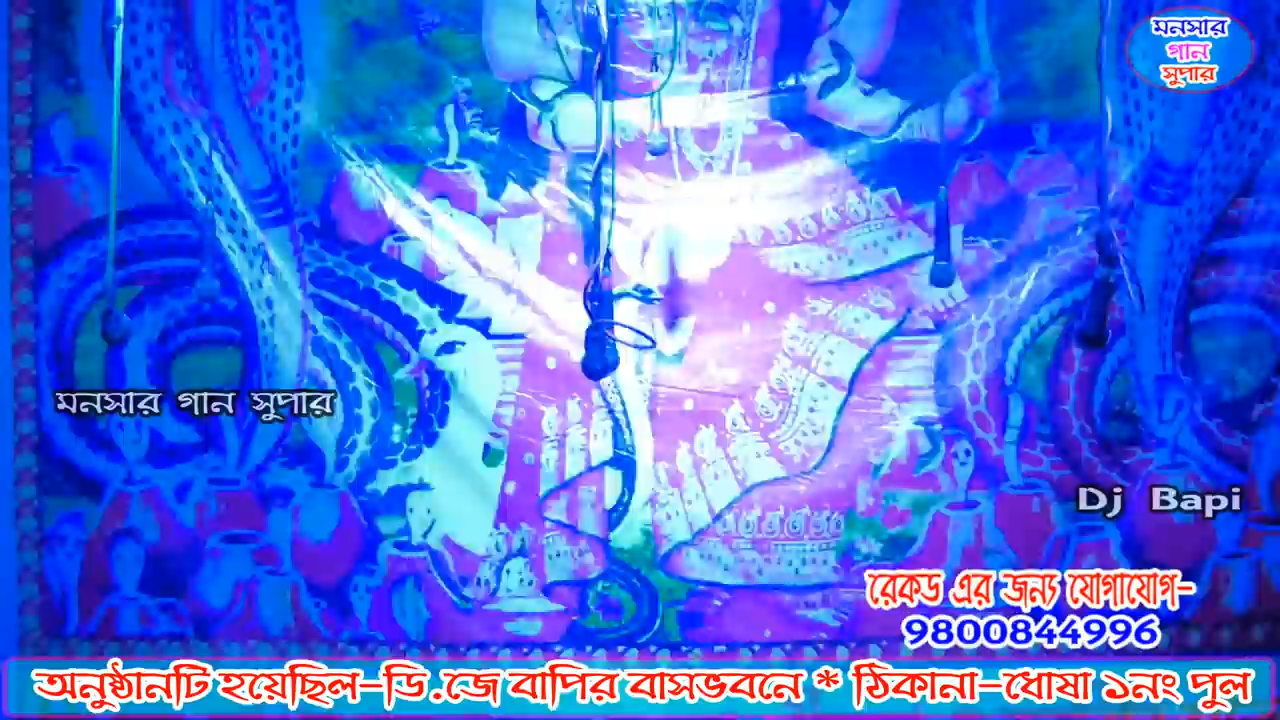 মনসার
গান
সুপার
মনসার গান সুপার
Dj Bapi
রেকড এর জন্য যোগাযোগ-
9800844996
অনুষ্ঠানটি হয়েছিল-ডি.জে বাপির বাসভবনে * ঠিকানা-ধোষা ১নং পুল